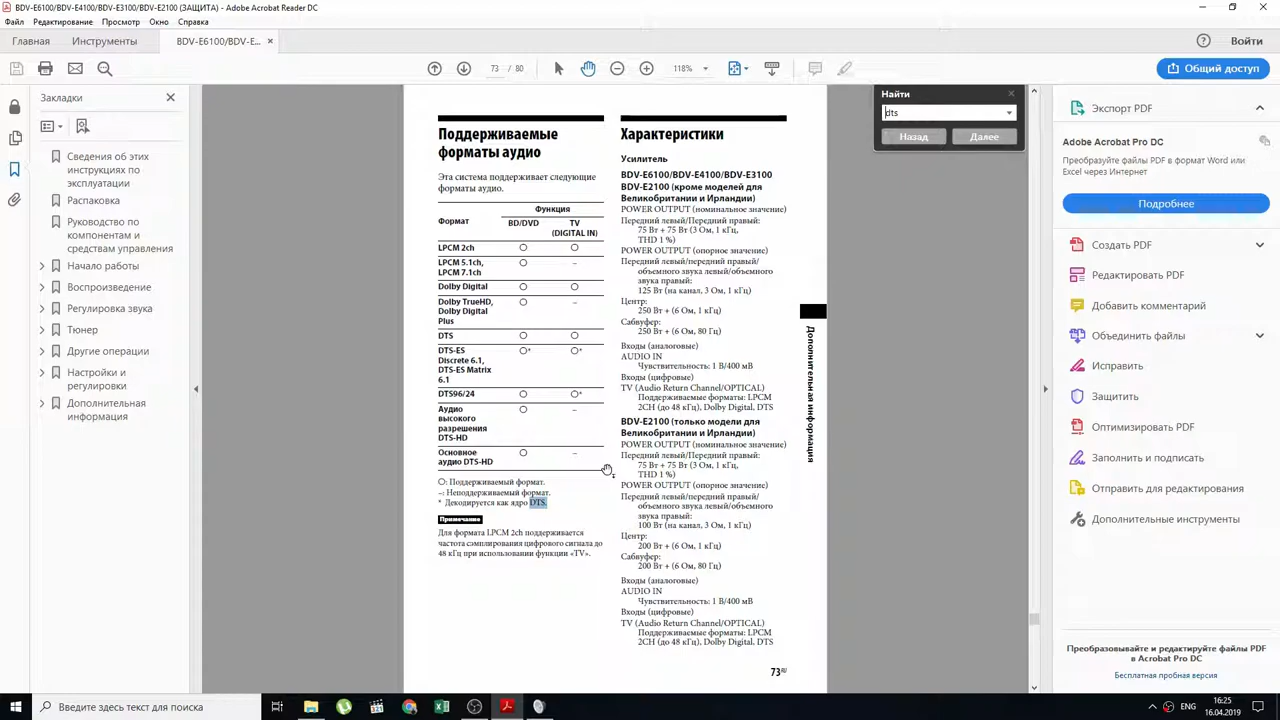 BDV-E6100/BDV-E4100/BDV-E3100/BDV-E2100 (ЗАЩИТА) - Adobe Acrobat Reader DC
Файл Редактирование Просмотр Окно Справка
Главная Инструменты BDV-E6100/BDV-E... × Войти
73 / 80 118% Общий доступ
Закладки
Сведения об этих
инструкциях по
эксплуатации
Распаковка
Руководство по
компонентам и
средствам управления
Начало работы
Воспроизведение
Регулировка звука
Тюнер
Другие операции
Настройки и
регулировки
Дополнительная
информация
Поддерживаемые
форматы аудио
Эта система поддерживает следующие
форматы аудио.
Формат Функция
BD/DVD TV
(DIGITAL IN)
LPCM 2ch ○ ○
LPCM 5.1ch, ○ –
LPCM 7.1ch
Dolby Digital ○ ○
Dolby TrueHD, ○ –
Dolby Digital
Plus
DTS ○ ○
DTS-ES ○* ○*
Discrete 6.1,
DTS-ES Matrix
6.1
DTS96/24 ○ ○*
Аудио ○ –
высокого
разрешения
DTS-HD
Основное ○ –
аудио DTS-HD
○: Поддерживаемый формат.
–: Неподдерживаемый формат.
* Декодируется как ядро DTS.
Примечание
Для формата LPCM 2ch поддерживается
частота сэмплирования цифрового сигнала до
48 кГц при использовании функции «TV».
Характеристики
Усилитель
BDV-E6100/BDV-E4100/BDV-E3100
BDV-E2100 (кроме моделей для
Великобритании и Ирландии)
POWER OUTPUT (номинальное значение)
Передний левый/Передний правый:
75 Вт + 75 Вт (3 Ом, 1 кГц,
THD 1 %)
POWER OUTPUT (опорное значение)
Передний левый/передний правый/
объемного звука левый/объемного
звука правый:
125 Вт (на канал, 3 Ом, 1 кГц)
Центр:
250 Вт + (6 Ом, 1 кГц)
Сабвуфер:
250 Вт + (6 Ом, 80 Гц)
Входы (аналоговые)
AUDIO IN
Чувствительность: 1 В/400 мВ
Входы (цифровые)
TV (Audio Return Channel/OPTICAL)
Поддерживаемые форматы: LPCM
2CH (до 48 кГц), Dolby Digital, DTS
BDV-E2100 (только модели для
Великобритании и Ирландии)
POWER OUTPUT (номинальное значение)
Передний левый/Передний правый:
75 Вт + 75 Вт (3 Ом, 1 кГц,
THD 1 %)
POWER OUTPUT (опорное значение)
Передний левый/передний правый/
объемного звука левый/объемного
звука правый:
100 Вт (на канал, 3 Ом, 1 кГц)
Центр:
200 Вт + (6 Ом, 1 кГц)
Сабвуфер:
200 Вт + (6 Ом, 80 Гц)
Входы (аналоговые)
AUDIO IN
Чувствительность: 1 В/400 мВ
Входы (цифровые)
TV (Audio Return Channel/OPTICAL)
Поддерживаемые форматы: LPCM
2CH (до 48 кГц), Dolby Digital, DTS
Дополнительная информация
73RU
Найти
dts
Назад Далее
Экспорт PDF
Adobe Acrobat Pro DC
Преобразуйте файлы PDF в формат Word или
Excel через Интернет
Подробнее
Создать PDF
Редактировать PDF
Добавить комментарий
Объединить файлы
Исправить
Защитить
Оптимизировать PDF
Заполнить и подписать
Отправить для редактирования
Дополнительные инструменты
Преобразовывайте и редактируйте файлы PDF
в Acrobat Pro DC
Бесплатная пробная версия
Введите здесь текст для поиска
ENG
16:25
16.04.2019